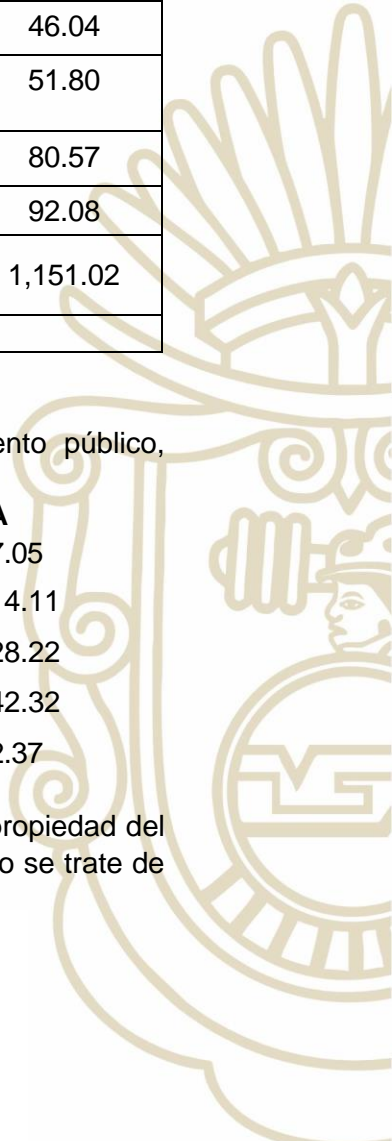 46.04
51.80
80.57
92.08
1,151.02
ento público,
A
7.05
4.11
28.22
42.32
2.37
propiedad del
o se trate de